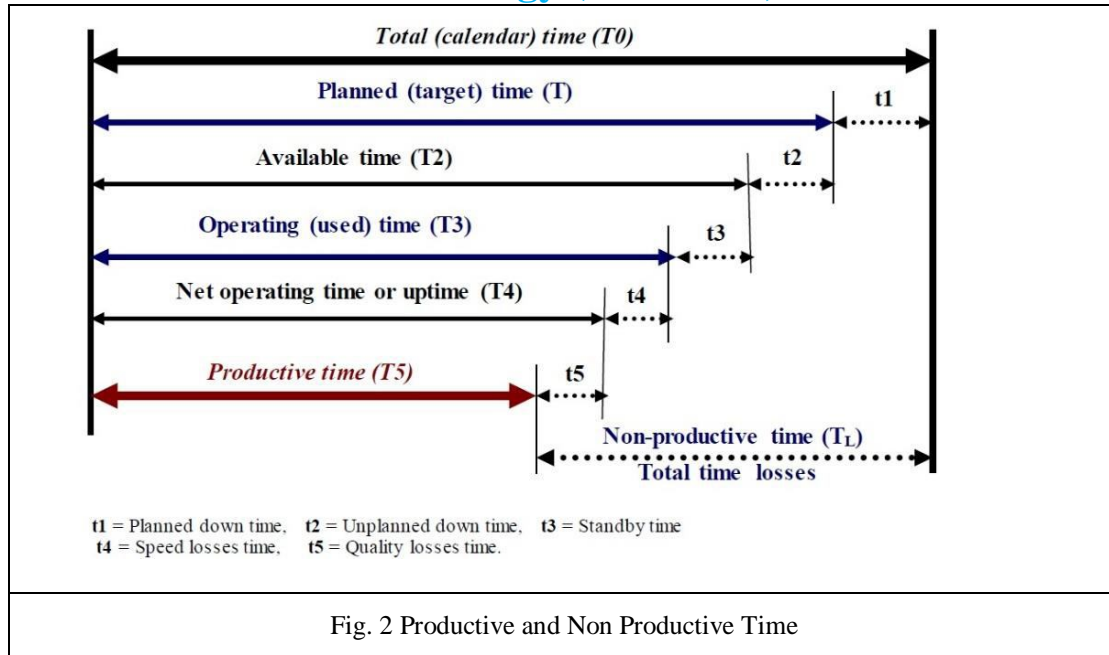 Total (calendar) time (T0)
Planned (target) time (T)
t1
Available time (T2)
t2
Operating (used) time (T3)
t3
Net operating time or uptime (T4)
t4
Productive time (T5)
t5
Non-productive time (TL)
Total time losses
t1 = Planned down time, t2 = Unplanned down time, t3 = Standby time
t4 = Speed losses time, t5 = Quality losses time.
Fig. 2 Productive and Non Productive Time